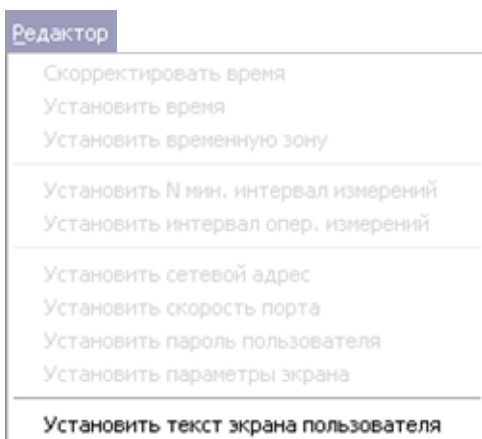 Редактор
Скорректировать время
Установить время
Установить временную зону
Установить N мин. интервал измерений
Установить интервал опер. измерений
Установить сетевой адрес
Установить скорость порта
Установить пароль пользователя
Установить параметры экрана
Установить текст экрана пользователя